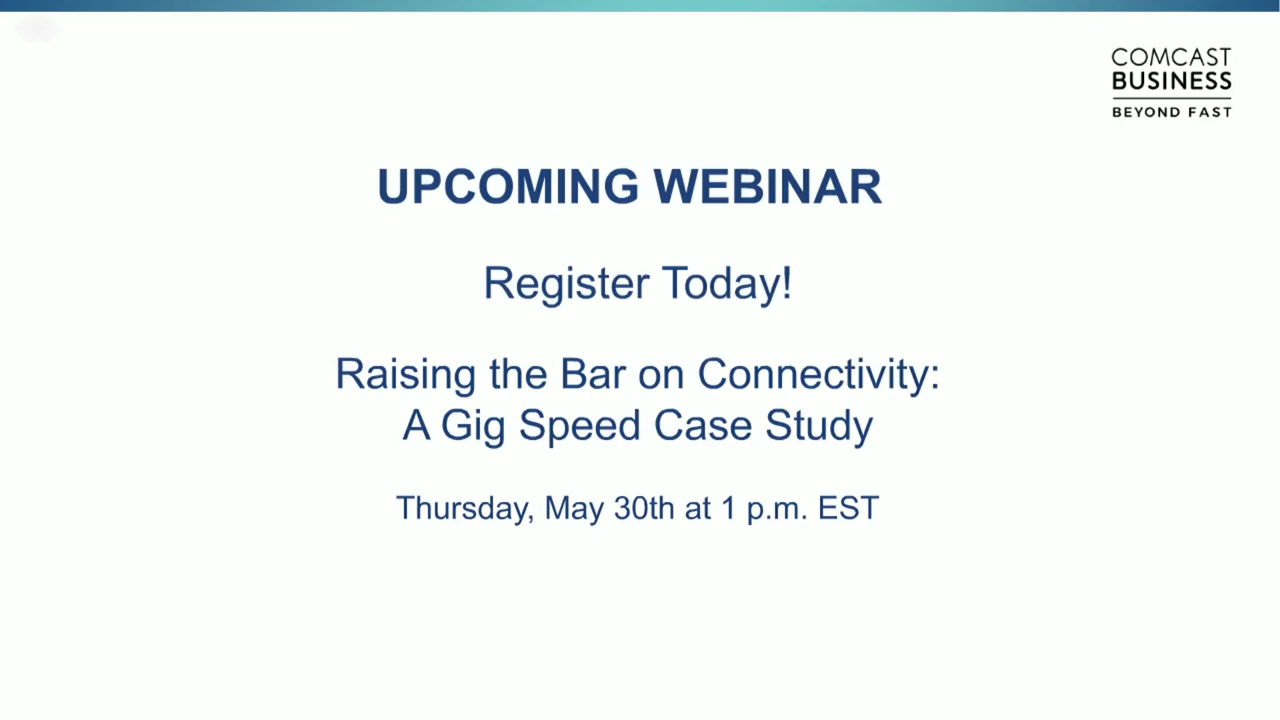 COMCAST
BUSINESS
BEYOND FAST
UPCOMING WEBINAR
Register Today!
Raising the Bar on Connectivity:
A Gig Speed Case Study
Thursday, May 30th at 1 p.m. EST